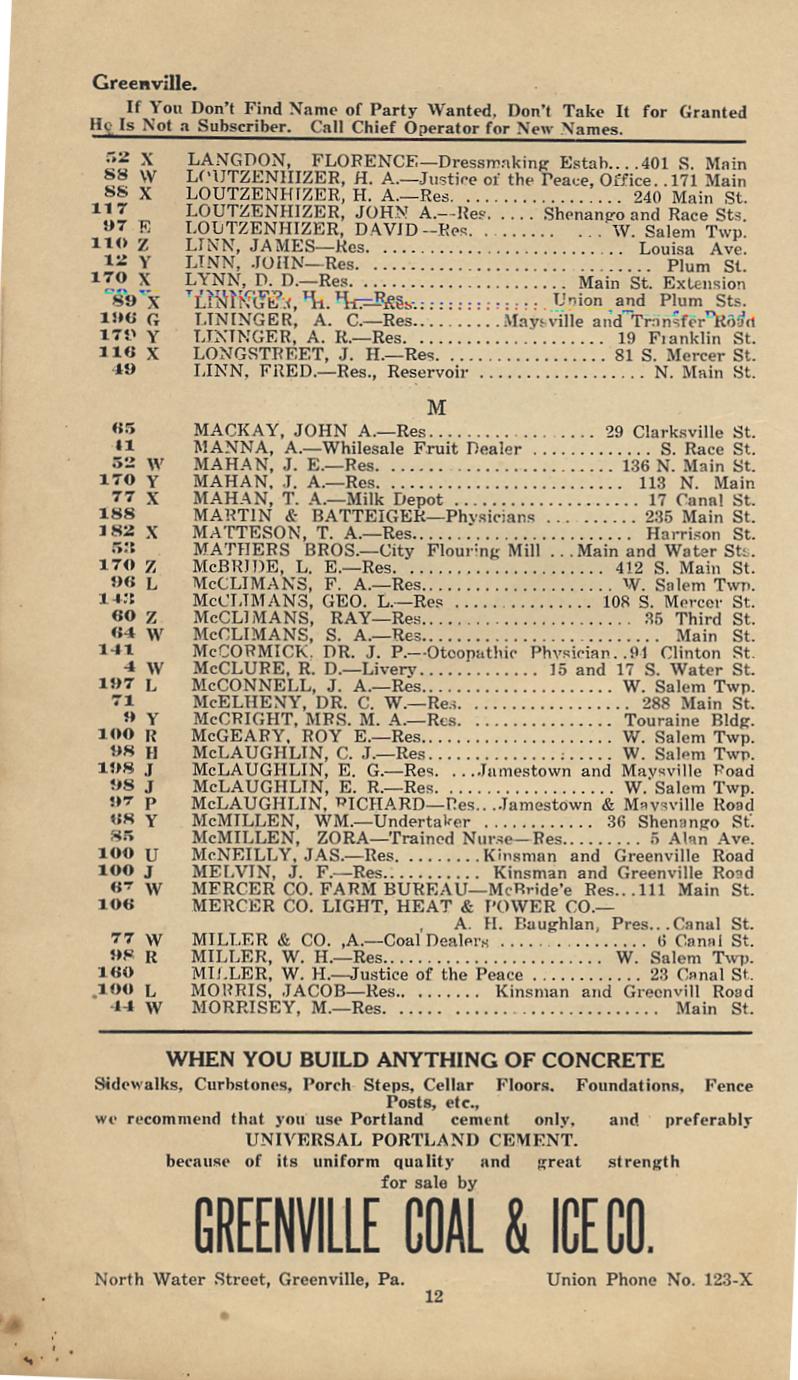 Greenville.
If You Don't Find Name of Party Wanted, Don't Take It for Granted
He Is Not a Subscriber. Call Chief Operator for New Names.
52 X LANGDON, FLORENCE—Dressmaking Estab....401 S. Main
88 W LOUTZENHIZER, H. A.—Justice of the Peace, Office..171 Main
88 X LOUTZENHIZER, H. A.—Res. ................. 240 Main St.
117 LOUTZENHIZER, JOHN A.--Res. .... Shenango and Race Sts.
97 E LOUTZENHIZER, DAVID--Res. ........ ... W. Salem Twp.
110 Z LINN, JAMES—Res. ............................ Louisa Ave.
12 Y LINN, JOHN—Res. ................................ Plum St.
170 X LYNN, D. D.—Res. ...................... Main St. Extension
89 X LININGER, H. H.—Res............... Union and Plum Sts.
196 G LININGER, A. C.—Res.........Maysville and Transfer Road
179 Y LININGER, A. R.—Res. ..................... 19 Franklin St.
116 X LONGSTREET, J. H.—Res. ................ 81 S. Mercer St.
49 LINN, FRED.—Res., Reservoir ................. N. Main St.
M
65 MACKAY, JOHN A.—Res................. 29 Clarksville St.
41 MANNA, A.—Whilesale Fruit Dealer ............ S. Race St.
52 W MAHAN, J. E.—Res. ....................... 136 N. Main St.
170 Y MAHAN, J. A.—Res. ......................... 113 N. Main
77 X MAHAN, T. A.—Milk Depot ................... 17 Canal St.
188 MARTIN & BATTEIGER—Physicians .......... 235 Main St.
182 X MATTESON, T. A.—Res....................... Harrison St.
53 MATHERS BROS.—City Flouring Mill ...Main and Water Sts.
170 Z McBRIDE, L. E.—Res. ...................... 412 S. Main St.
96 L McCLIMANS, F. A.—Res.................... W. Salem Twp.
143 McCLIMANS, GEO. L.—Res .............. 108 S. Mercer St.
60 Z McCLIMANS, RAY—Res...................... 35 Third St.
64 W McCLIMANS, S. A.—Res......................... Main St.
141 McCORMICK, DR. J. P.—Oteopathic Physician..94 Clinton St.
4 W McCLURE, R. D.—Livery............ 15 and 17 S. Water St.
197 L McCONNELL, J. A.—Res................... W. Salem Twp.
71 McELHENY, DR. C. W.—Res. ................. 288 Main St.
9 Y McCRIGHT, MRS. M. A.—Res. .............. Touraine Bldg.
100 R McGEARY, ROY E.—Res................... W. Salem Twp.
98 H McLAUGHLIN, C. J.—Res.................. W. Salem Twp.
198 J McLAUGHLIN, E. G.—Res. ...Jamestown and Maysville Road
98 J McLAUGHLIN, E. R.—Res.................. W. Salem Twp.
97 P McLAUGHLIN, RICHARD—Res...Jamestown & Maysville Road
68 Y McMILLEN, WM.—Undertaker ........... 36 Shenango St.
85 McMILLEN, ZORA—Trained Nurse—Res........ 5 Alan Ave.
100 U McNEILLY, JAS.—Res. ........Kinsman and Greenville Road
100 J MELVIN, J. F.—Res........... Kinsman and Greenville Road
67 W MERCER CO. FARM BUREAU—McBride'e Res...111 Main St.
106 MERCER CO. LIGHT, HEAT & POWER CO.—
A. H. Baughlan, Pres...Canal St.
77 W MILLER & CO. ,A.—Coal Dealers ............... 6 Canal St.
98 R MILLER, W. H.—Res....................... W. Salem Twp.
160 MILLER, W. H.—Justice of the Peace ........... 23 Canal St.
190 L MORRIS, JACOB—Res.. ....... Kinsman and Greenvill Road
44 W MORRISEY, M.—Res. ............................. Main St.
WHEN YOU BUILD ANYTHING OF CONCRETE
Sidewalks, Curbstones, Porch Steps, Cellar Floors. Foundations, Fence
Posts, etc.,
we recommend that you use Portland cement only, and preferably
UNIVERSAL PORTLAND CEMENT.
because of its uniform quality and great strength
for sale by
GREENVILLE COAL & ICE CO.
North Water Street, Greenville, Pa. Union Phone No. 123-X
12